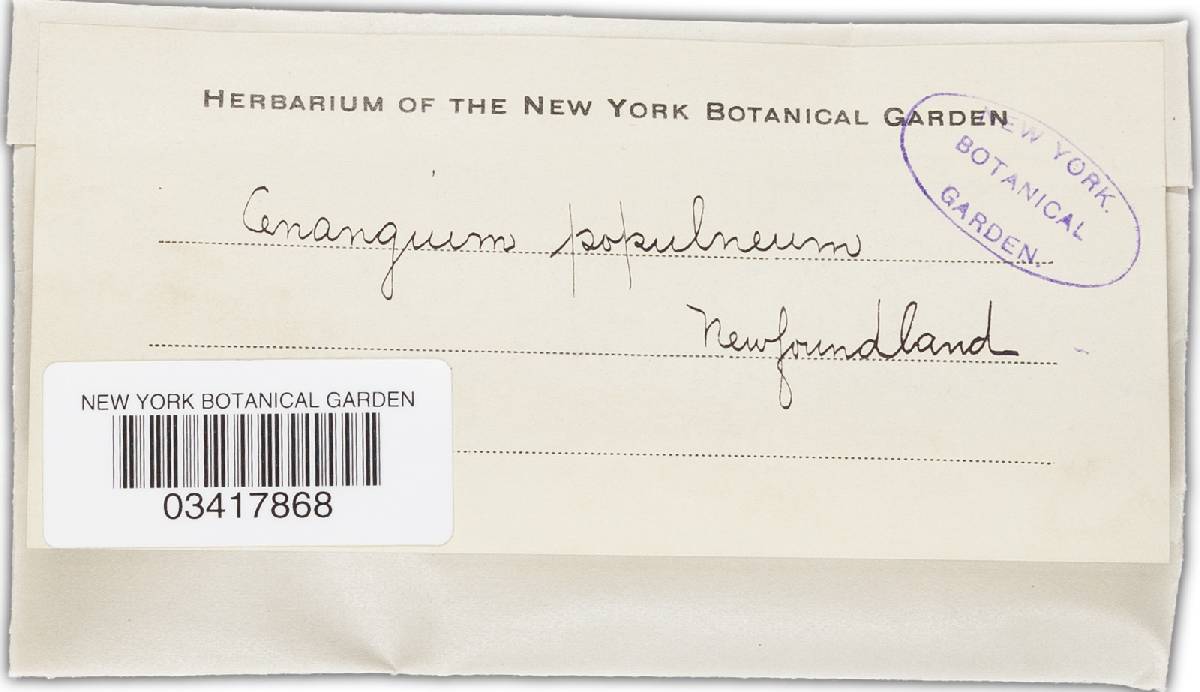 HERBARIUM OF THE NEW YORK BOTANICAL GARDEN
NEW YORK.
BOTANICAL
GARDEN.
Cenangium populneum
Newfoundland
NEW YORK BOTANICAL GARDEN
03417868